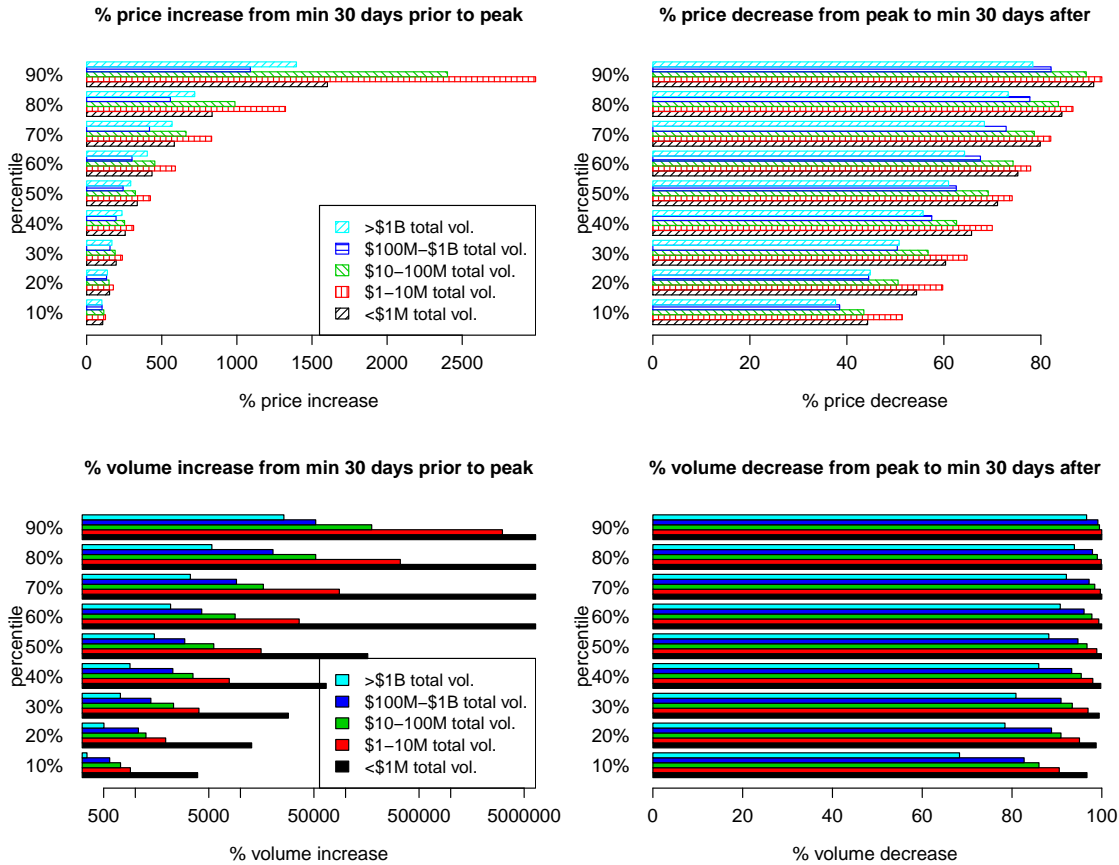 % price increase from min 30 days prior to peak
percentile
90%
80%
70%
60%
50%
40%
30%
20%
10%
>$1B total vol.
$100M−$1B total vol.
$10−100M total vol.
$1−10M total vol.
<$1M total vol.
0 500 1000 1500 2000 2500
% price increase
% price decrease from peak to min 30 days after
percentile
90%
80%
70%
60%
50%
40%
30%
20%
10%
0 20 40 60 80
% price decrease
% volume increase from min 30 days prior to peak
percentile
90%
80%
70%
60%
50%
40%
30%
20%
10%
>$1B total vol.
$100M−$1B total vol.
$10−100M total vol.
$1−10M total vol.
<$1M total vol.
500 5000 50000 5000000
% volume increase
% volume decrease from peak to min 30 days after
percentile
90%
80%
70%
60%
50%
40%
30%
20%
10%
0 20 40 60 80 100
% volume decrease